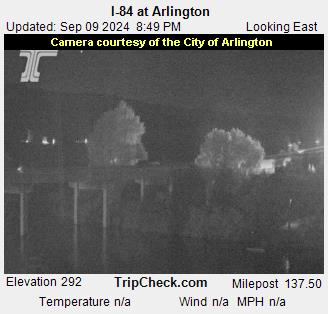 I-84 at Arlington
Updated: Sep 09 2024 8:49 PM Looking East
Camera courtesy of the City of Arlington
Elevation 292 TripCheck.com Milepost 137.50
Temperature n/a Wind n/a MPH n/a